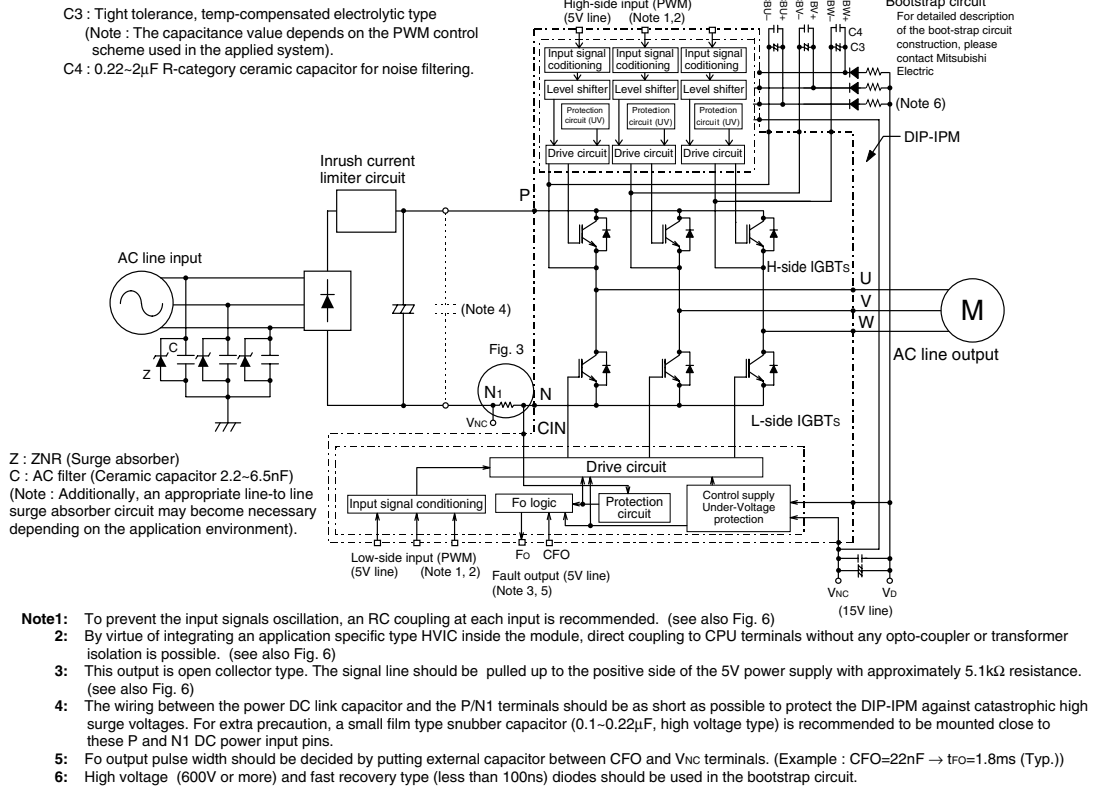 C3 : Tight tolerance, temp-compensated electrolytic type
(Note : The capacitance value depends on the PWM control
scheme used in the applied system).
C4 : 0.22~2μF R-category ceramic capacitor for noise filtering.
High-side input (PWM)
(5V line) (Note 1,2)
BU–
BU+
BV–
BV+
BW–
BW+
C4
C3
Bootstrap circuit
For detailed description
of the boot-strap circuit
construction, please
contact Mitsubishi
Electric
(Note 6)
DIP-IPM
Input signal
coditioning
Input signal
coditioning
Input signal
coditioning
Level shifter
Level shifter
Level shifter
Protection
circuit (UV)
Protection
circuit (UV)
Protection
circuit (UV)
Drive circuit
Drive circuit
Drive circuit
Inrush current
limiter circuit
P
AC line input
H-side IGBTS
U
V
W
M
AC line output
(Note 4)
C
Z
Fig. 3
N1
N
VNC
CIN
L-side IGBTS
Z : ZNR (Surge absorber)
C : AC filter (Ceramic capacitor 2.2~6.5nF)
(Note : Additionally, an appropriate line-to line
surge absorber circuit may become necessary
depending on the application environment).
Drive circuit
Input signal conditioning
Fo logic
Protection
circuit
Control supply
Under-Voltage
protection
Low-side input (PWM)
(5V line) (Note 1, 2)
FO CFO
Fault output (5V line)
(Note 3, 5)
VNC VD
(15V line)
Note1: To prevent the input signals oscillation, an RC coupling at each input is recommended. (see also Fig. 6)
2: By virtue of integrating an application specific type HVIC inside the module, direct coupling to CPU terminals without any opto-coupler or transformer
isolation is possible. (see also Fig. 6)
3: This output is open collector type. The signal line should be pulled up to the positive side of the 5V power supply with approximately 5.1kΩ resistance.
(see also Fig. 6)
4: The wiring between the power DC link capacitor and the P/N1 terminals should be as short as possible to protect the DIP-IPM against catastrophic high
surge voltages. For extra precaution, a small film type snubber capacitor (0.1~0.22μF, high voltage type) is recommended to be mounted close to
these P and N1 DC power input pins.
5: Fo output pulse width should be decided by putting external capacitor between CFO and VNC terminals. (Example : CFO=22nF → tFO=1.8ms (Typ.))
6: High voltage (600V or more) and fast recovery type (less than 100ns) diodes should be used in the bootstrap circuit.